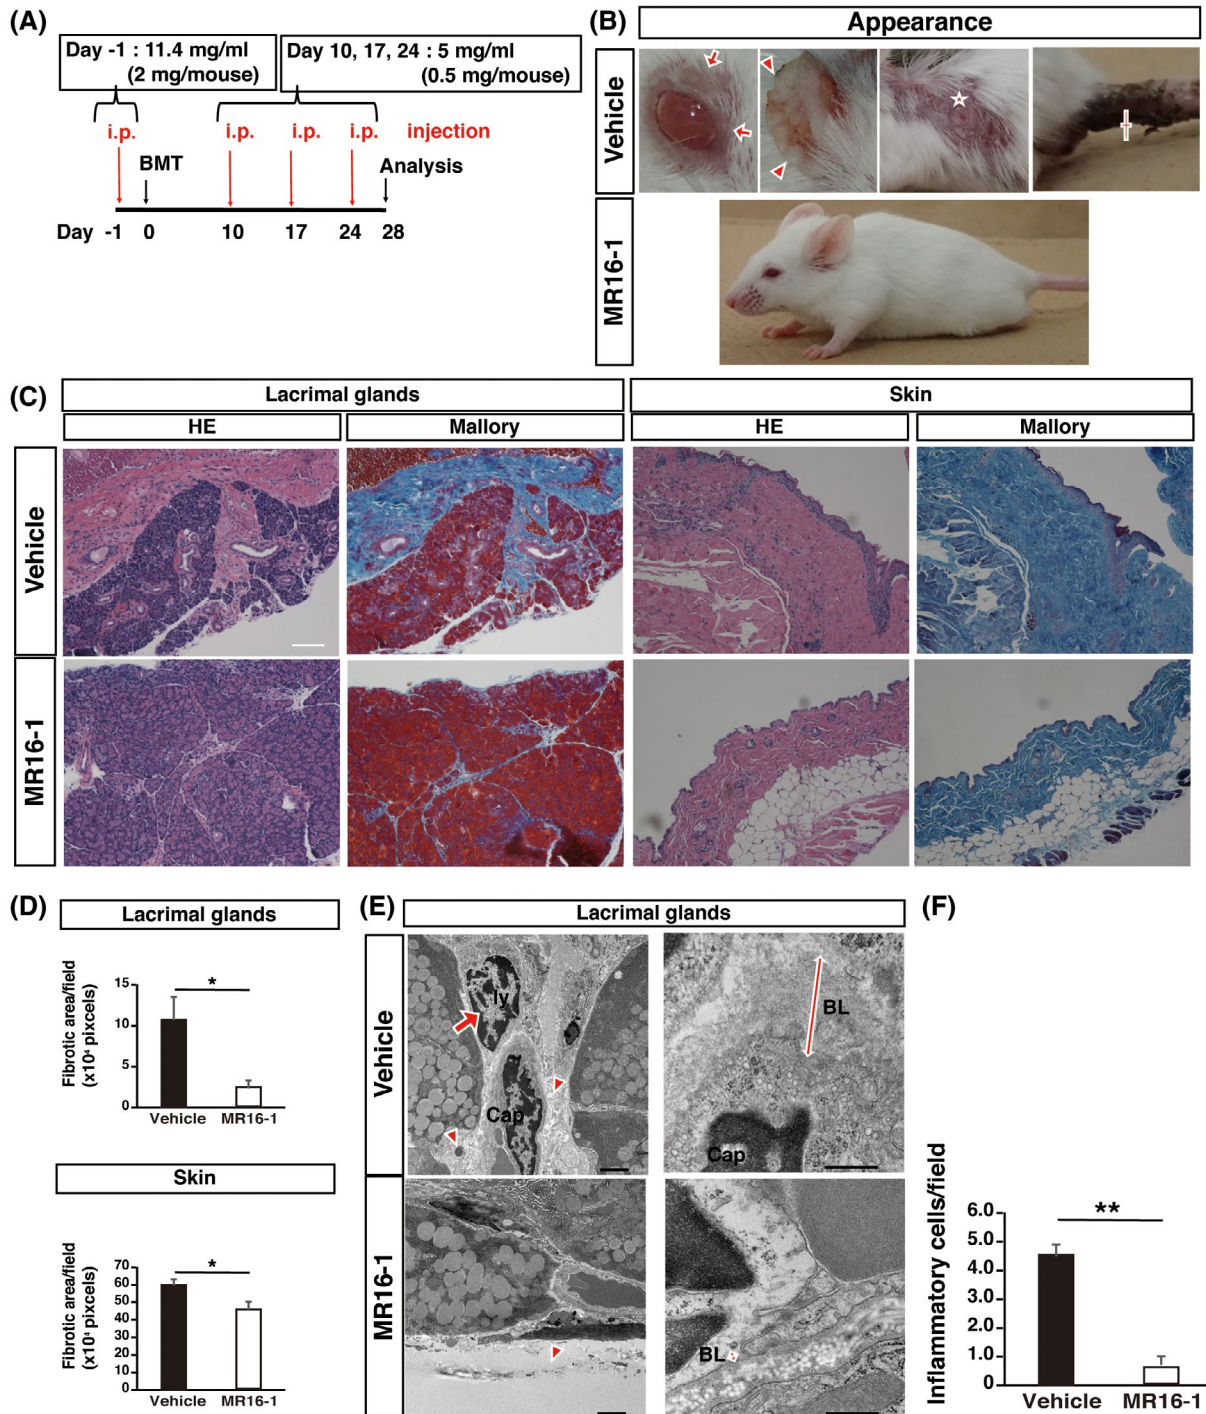 (A)
Day -1 : 11.4 mg/ml
(2 mg/mouse)
Day 10, 17, 24 : 5 mg/ml
(0.5 mg/mouse)
i.p.
i.p.
i.p.
i.p.
injection
BMT
Analysis
Day -1 0 10 17 24 28
(B)
Appearance
Vehicle
MR16-1
(C)
Lacrimal glands
Skin
HE
Mallory
HE
Mallory
Vehicle
MR16-1
(D)
Lacrimal glands
Fibrotic area/field
15
10
5
0
*
Vehicle
MR16-1
Skin
Fibrotic area/field
70
60
50
40
30
20
10
0
*
Vehicle
MR16-1
(E)
Lacrimal glands
Vehicle
ly
Cap
BL
Cap
MR16-1
BL
(F)
Inflammatory cells/field
6.0
5.0
4.0
3.0
2.0
1.0
0
**
Vehicle
MR16-1